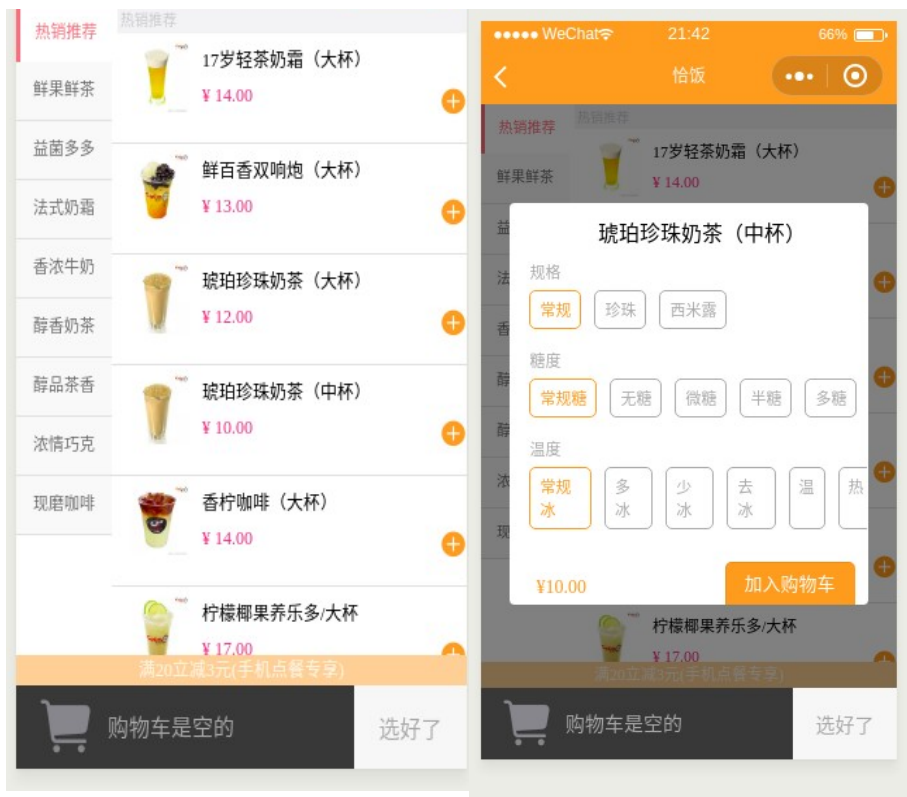 热销推荐
鲜果鲜茶
益菌多多
法式奶霜
香浓牛奶
醇香奶茶
醇品茶香
浓情巧克
现磨咖啡
热销推荐
17岁轻茶奶霜（大杯）
¥ 14.00
鲜百香双响炮（大杯）
¥ 13.00
琥珀珍珠奶茶（大杯）
¥ 12.00
琥珀珍珠奶茶（中杯）
¥ 10.00
香柠咖啡（大杯）
¥ 14.00
柠檬椰果养乐多/大杯
¥ 17.00
满20立减3元(手机点餐专享)
购物车是空的
选好了
WeChat
21:42
66%
恰饭
热销推荐
鲜果鲜茶
益
法
香
醇
醇
浓
现
热销推荐
17岁轻茶奶霜（大杯）
¥ 14.00
琥珀珍珠奶茶（中杯）
规格
常规 珍珠 西米露
糖度
常规糖 无糖 微糖 半糖 多糖
温度
常规冰 多冰 少冰 去冰 温 热
¥10.00
加入购物车
柠檬椰果养乐多/大杯
¥ 17.00
满20立减3元(手机点餐专享)
购物车是空的
选好了